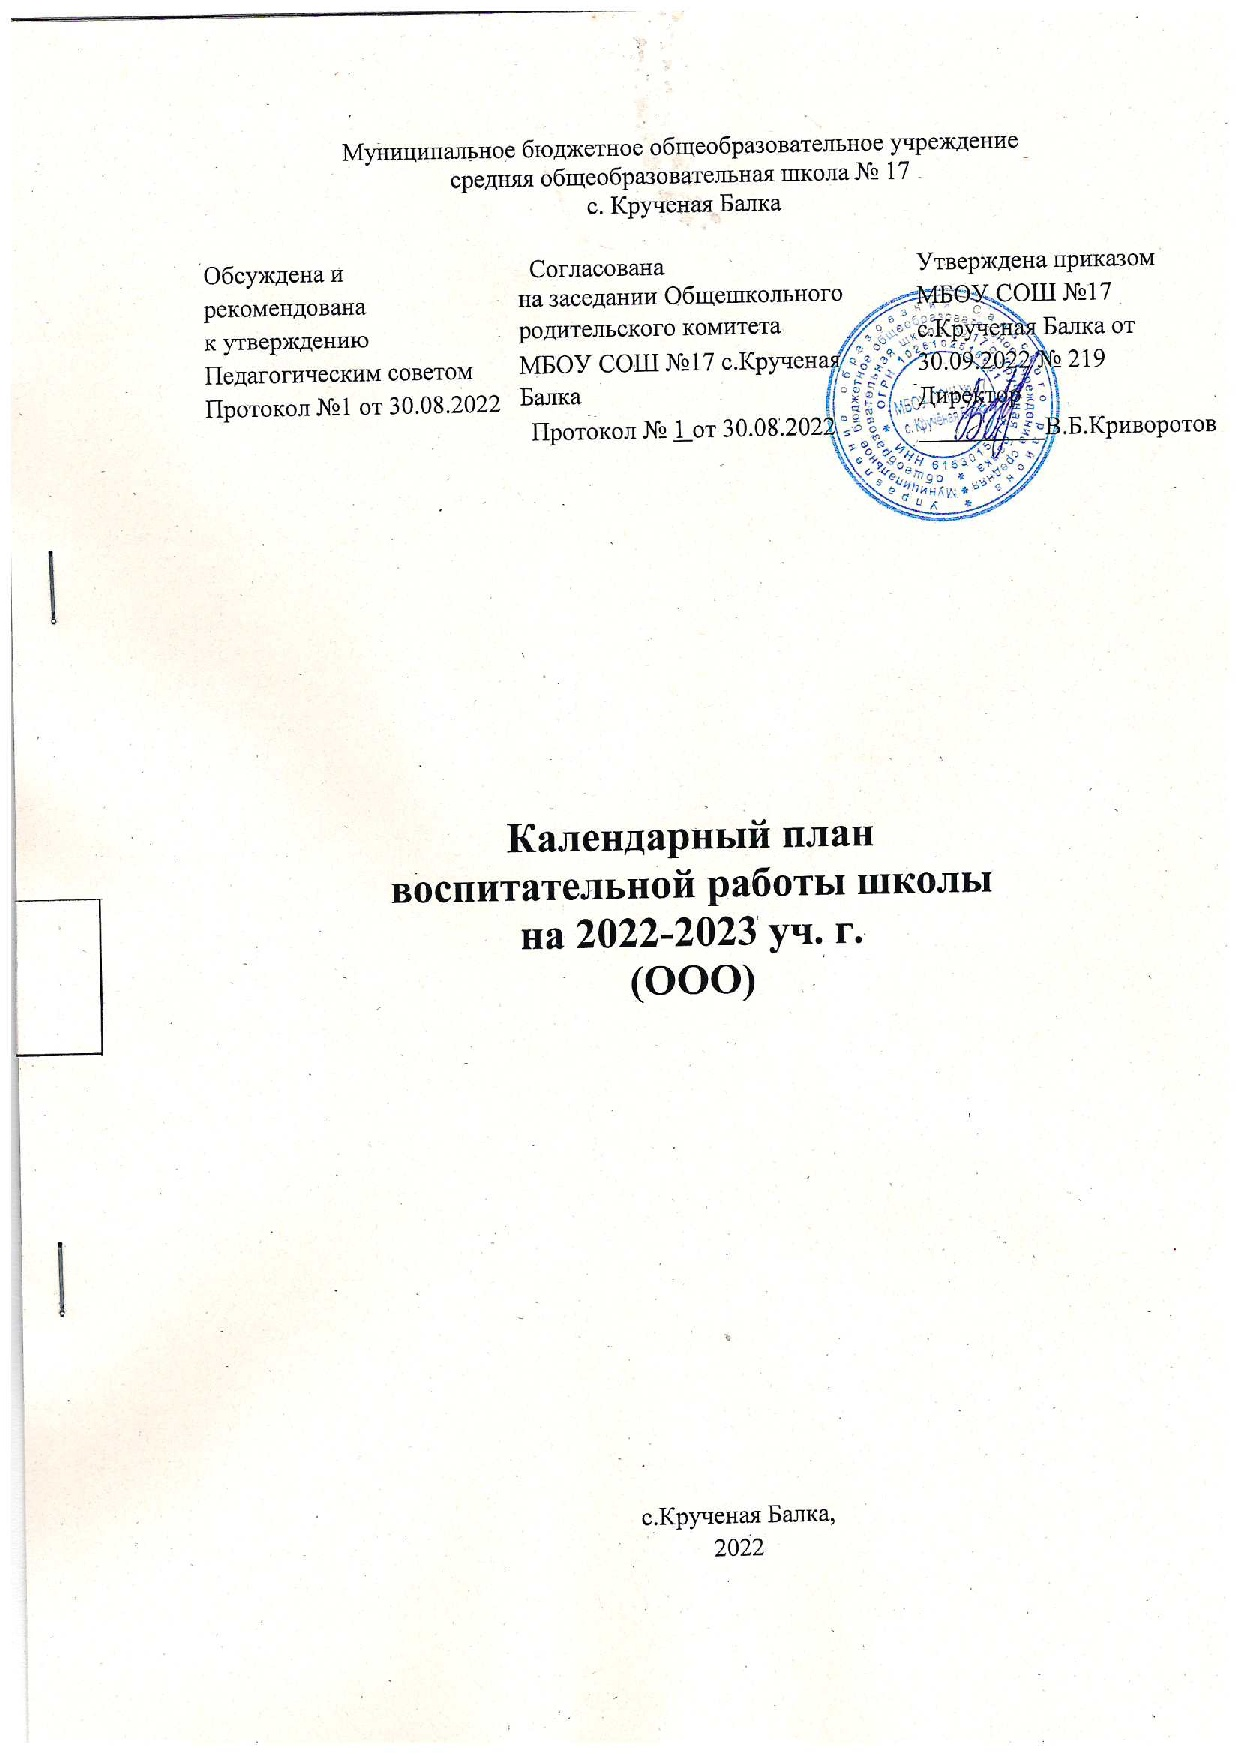 Муниципальное бюджетное общеобразовательное учреждение
средняя общеобразовательная школа № 17
с. Крученая Балка
Обсуждена и
рекомендована
к утверждению
Педагогическим советом
Протокол №1 от 30.08.2022
Согласована
на заседании Общешкольного
родительского комитета
МБОУ СОШ №17 с.Крученая
Балка
Протокол № 1 от 30.08.2022
Утверждена приказом
МБОУ СОШ №17
с.Крученая Балка от
30.09.2022 № 219
Директор
__________В.Б.Криворотов
Календарный план
воспитательной работы школы
на 2022-2023 уч. г.
(ООО)
с.Крученая Балка,
2022